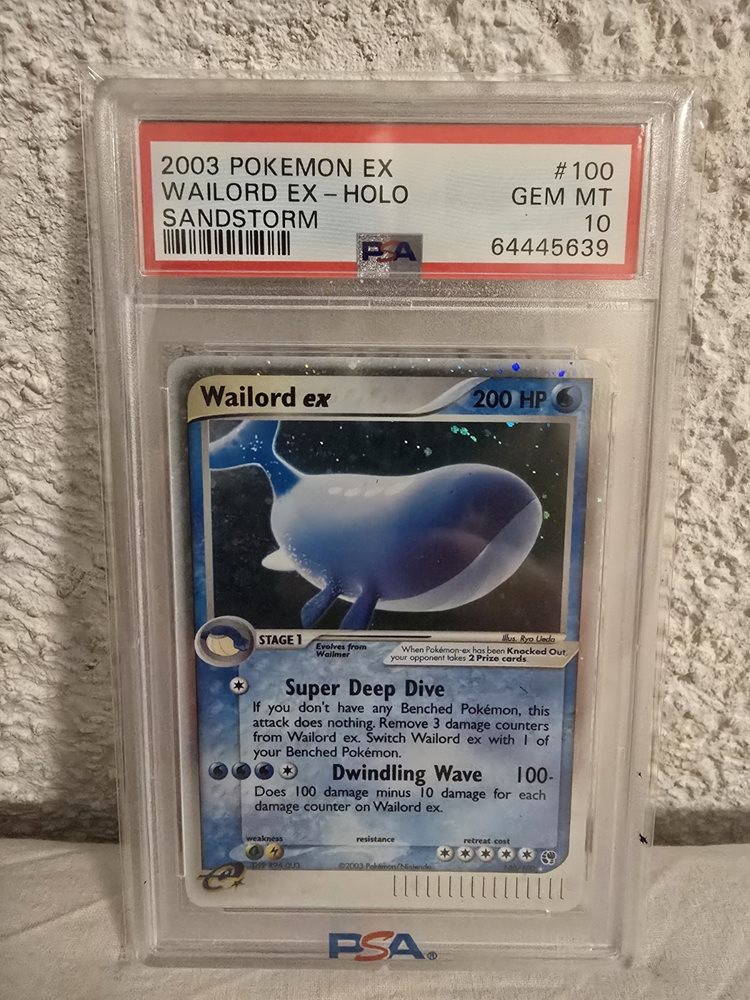 2003 POKEMON EX #100
WAILORD EX – HOLO GEM MT
SANDSTORM 10
PSA 64445639
Wailord ex 200 HP
STAGE 1
Evolves from
Wailmer
Illus. Ryo Ueda
When Pokémon-ex has been Knocked Out,
your opponent takes 2 Prize cards.
Super Deep Dive
If you don't have any Benched Pokémon, this
attack does nothing. Remove 3 damage counters
from Wailord ex. Switch Wailord ex with 1 of
your Benched Pokémon.
Dwindling Wave 100-
Does 100 damage minus 10 damage for each
damage counter on Wailord ex.
weakness resistance retreat cost
©2003 Pokémon/Nintendo
PSA®